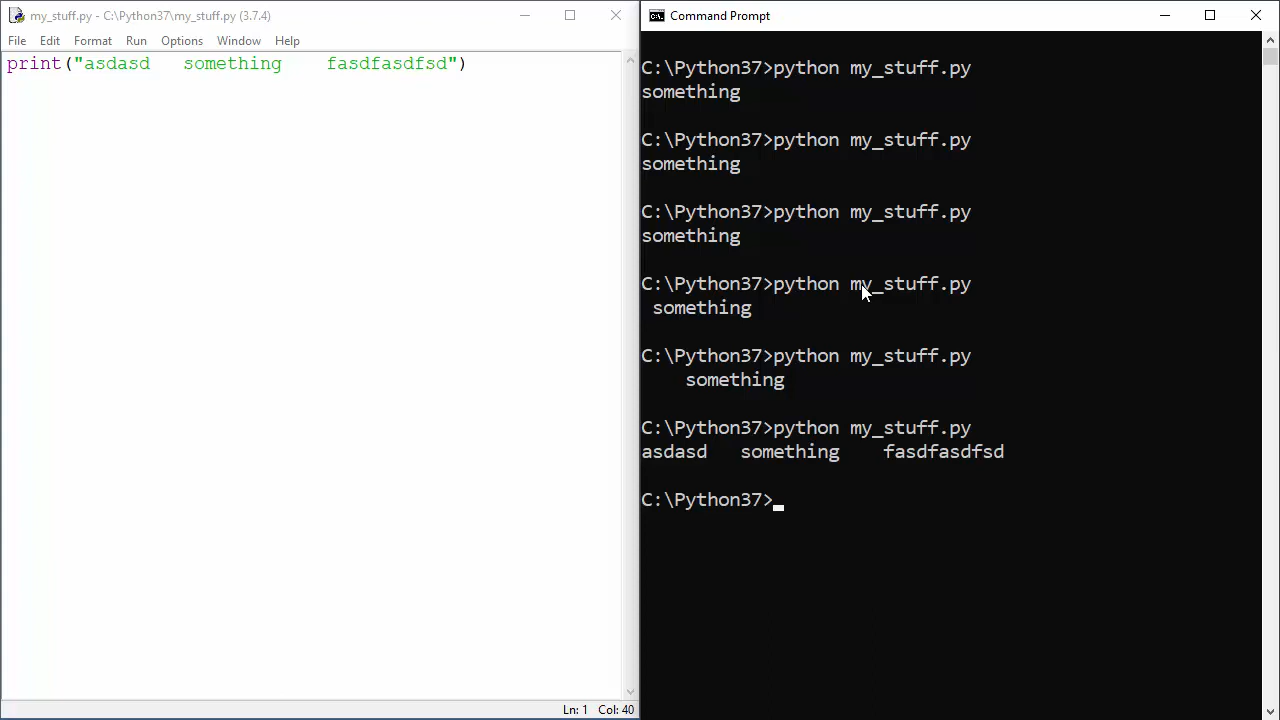 my_stuff.py - C:\Python37\my_stuff.py (3.7.4)
File Edit Format Run Options Window Help
print("asdasd   something    fasdfasdfsd")
Ln: 1 Col: 40
Command Prompt
C:\Python37>python my_stuff.py
something
C:\Python37>python my_stuff.py
something
C:\Python37>python my_stuff.py
something
C:\Python37>python my_stuff.py
 something
C:\Python37>python my_stuff.py
    something
C:\Python37>python my_stuff.py
asdasd   something    fasdfasdfsd
C:\Python37>